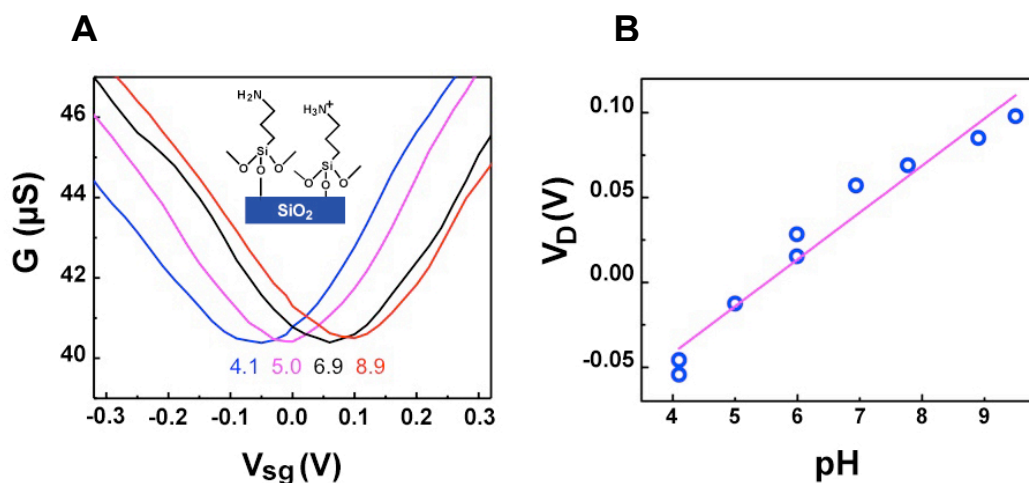 A
B
46
44
42
40
G (µS)
H₂N
H₃N⁺
Si
Si
O
O
O
O
O
O
SiO₂
4.1 5.0 6.9 8.9
-0.3 -0.2 -0.1 0.0 0.1 0.2 0.3
Vsg (V)
0.10
0.05
0.00
-0.05
V_D (V)
4 5 6 7 8 9
pH